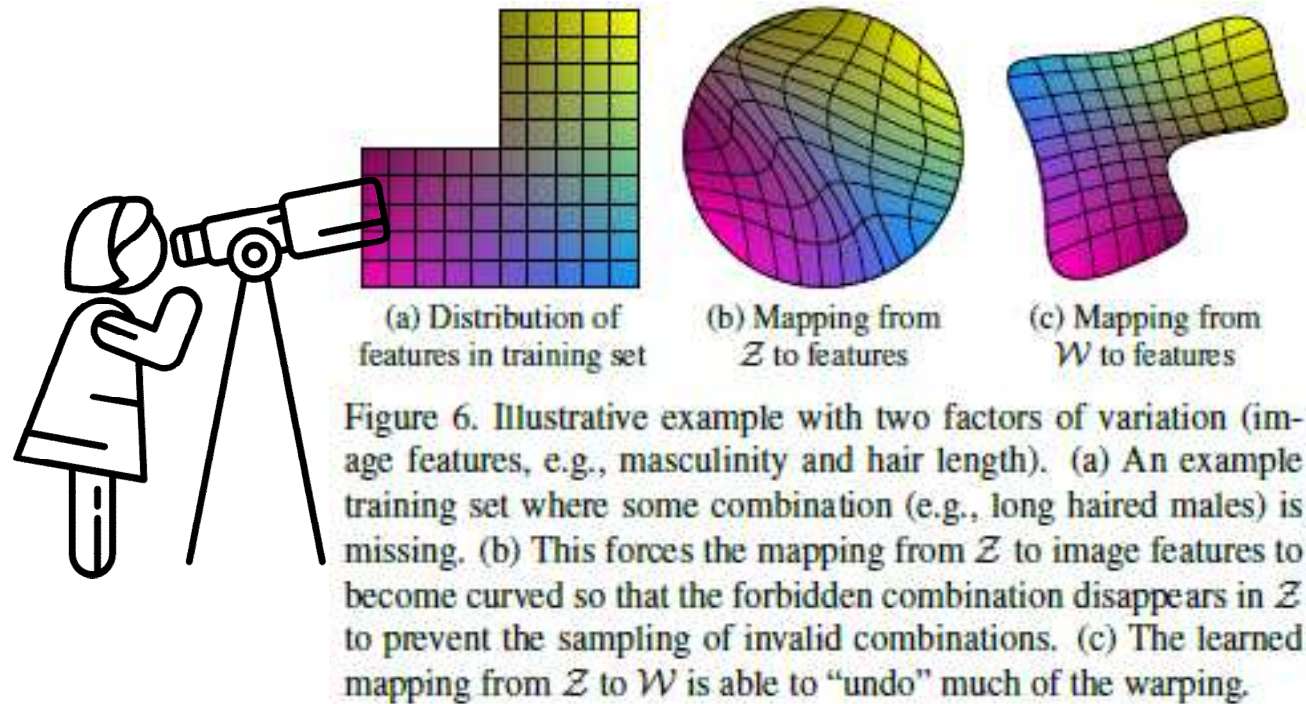 (a) Distribution of
features in training set
(b) Mapping from
Z to features
(c) Mapping from
W to features
Figure 6. Illustrative example with two factors of variation (im-
age features, e.g., masculinity and hair length). (a) An example
training set where some combination (e.g., long haired males) is
missing. (b) This forces the mapping from Z to image features to
become curved so that the forbidden combination disappears in Z
to prevent the sampling of invalid combinations. (c) The learned
mapping from Z to W is able to “undo” much of the warping.